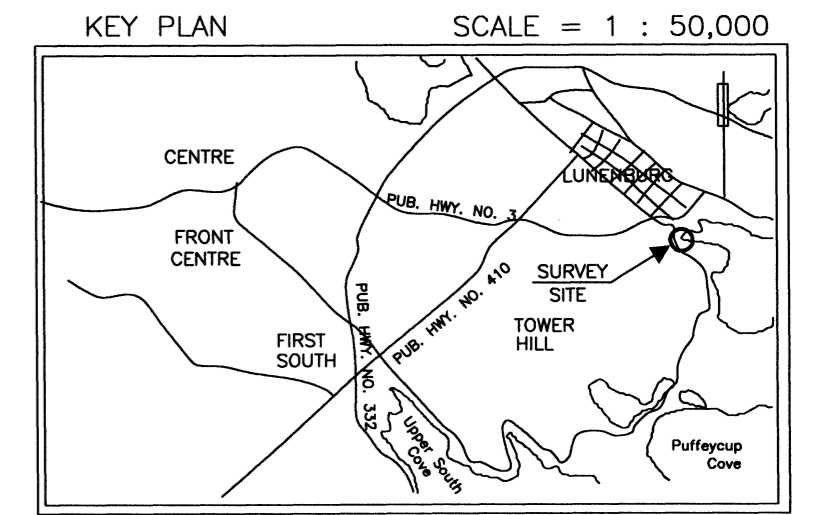 KEY PLAN SCALE = 1 : 50,000
CENTRE
LUNENBURG
PUB. HWY. NO. 3
FRONT
CENTRE
SURVEY
SITE
PUB. HWY. NO. 410
TOWER
HILL
FIRST
SOUTH
PUB. HWY. NO. 332
Upper South
Cove
Puffeycup
Cove